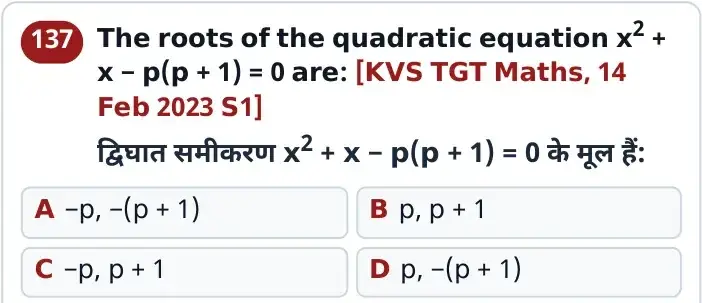 137 The roots of the quadratic equation x² +
x − p(p + 1) = 0 are: [KVS TGT Maths, 14
Feb 2023 S1]
द्विघात समीकरण x² + x − p(p + 1) = 0 के मूल हैं:
A −p, −(p + 1)
B p, p + 1
C −p, p + 1
D p, −(p + 1)